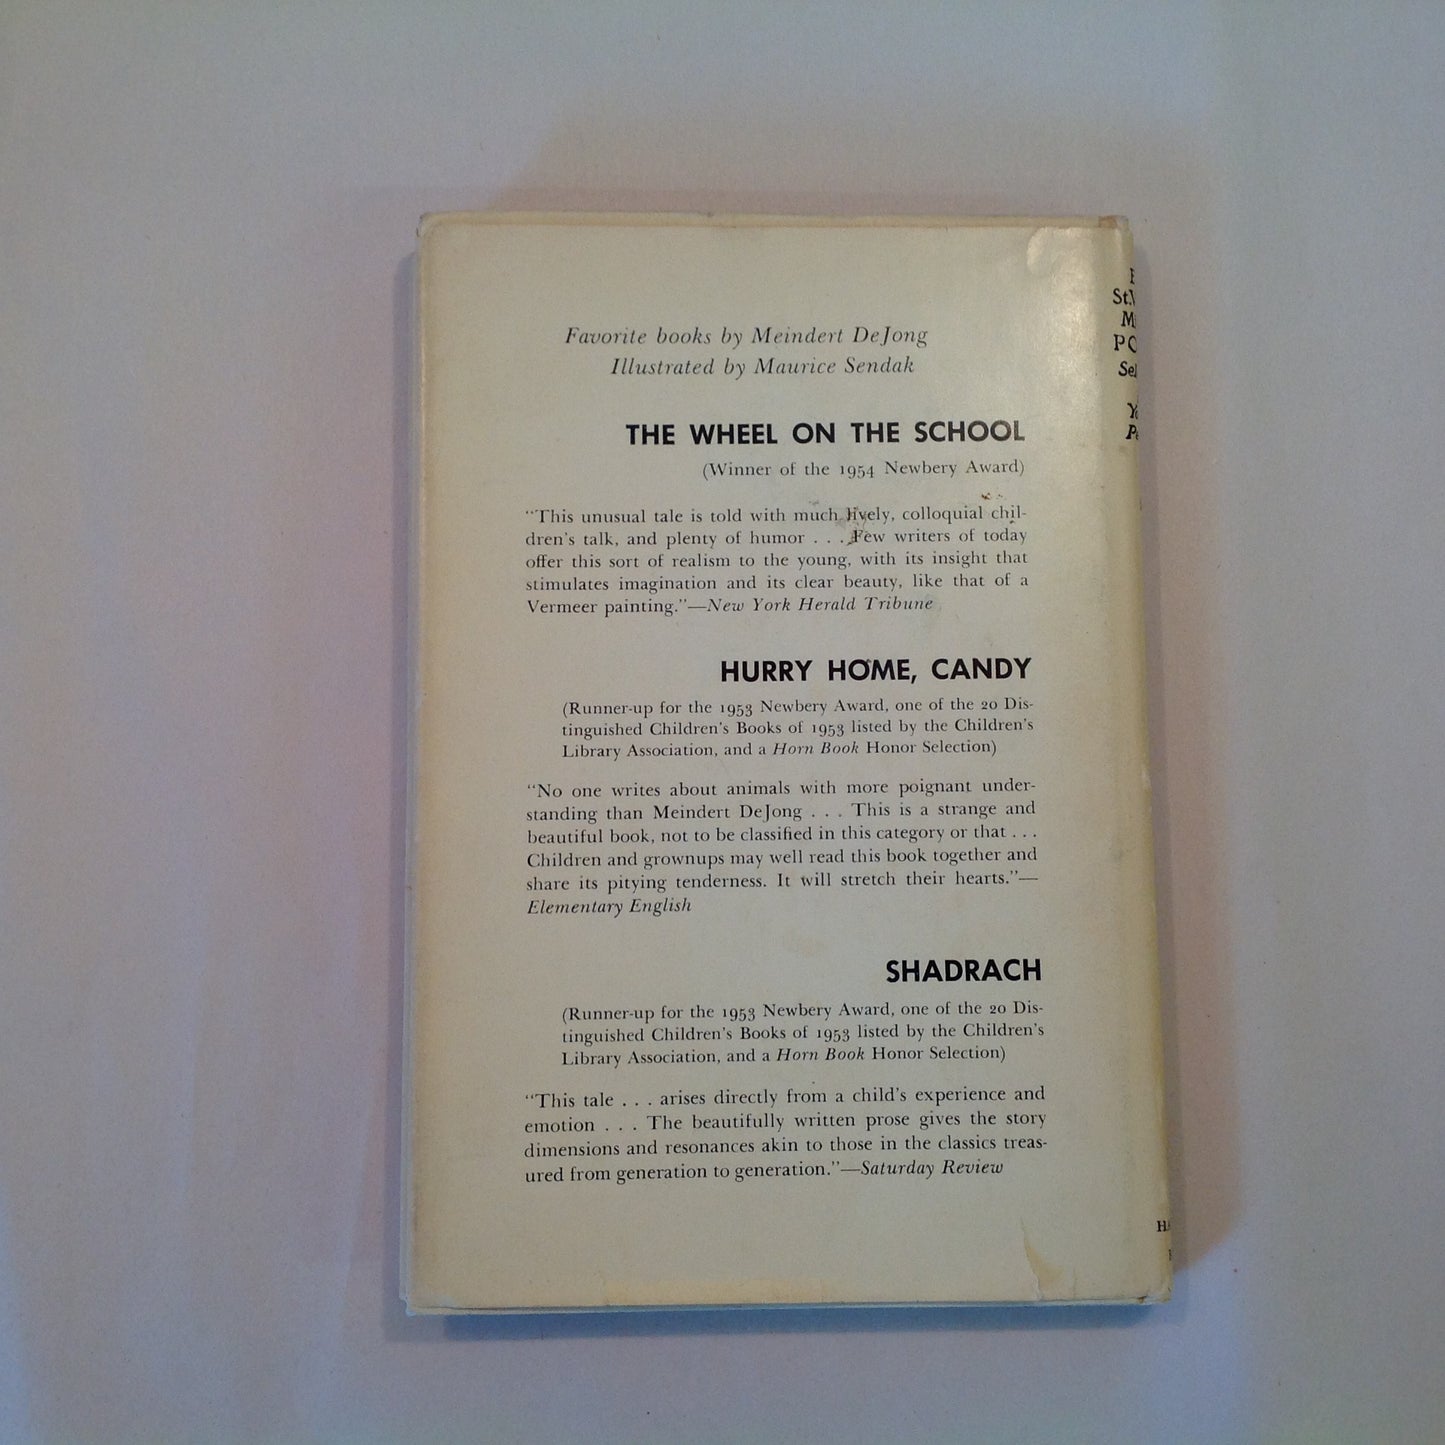 Favorite books by Meindert DeJong
Illustrated by Maurice Sendak
THE WHEEL ON THE SCHOOL
(Winner of the 1954 Newbery Award)
“This unusual tale is told with much lively, colloquial chil-
dren's talk, and plenty of humor . . . Few writers of today
offer this sort of realism to the young, with its insight that
stimulates imagination and its clear beauty, like that of a
Vermeer painting.”—New York Herald Tribune
HURRY HOME, CANDY
(Runner-up for the 1953 Newbery Award, one of the 20 Dis-
tinguished Children's Books of 1953 listed by the Children's
Library Association, and a Horn Book Honor Selection)
“No one writes about animals with more poignant under-
standing than Meindert DeJong . . . This is a strange and
beautiful book, not to be classified in this category or that . . .
Children and grownups may well read this book together and
share its pitying tenderness. It will stretch their hearts.”—
Elementary English
SHADRACH
(Runner-up for the 1953 Newbery Award, one of the 20 Dis-
tinguished Children's Books of 1953 listed by the Children's
Library Association, and a Horn Book Honor Selection)
“This tale . . . arises directly from a child's experience and
emotion . . . The beautifully written prose gives the story
dimensions and resonances akin to those in the classics treas-
ured from generation to generation.”—Saturday Review